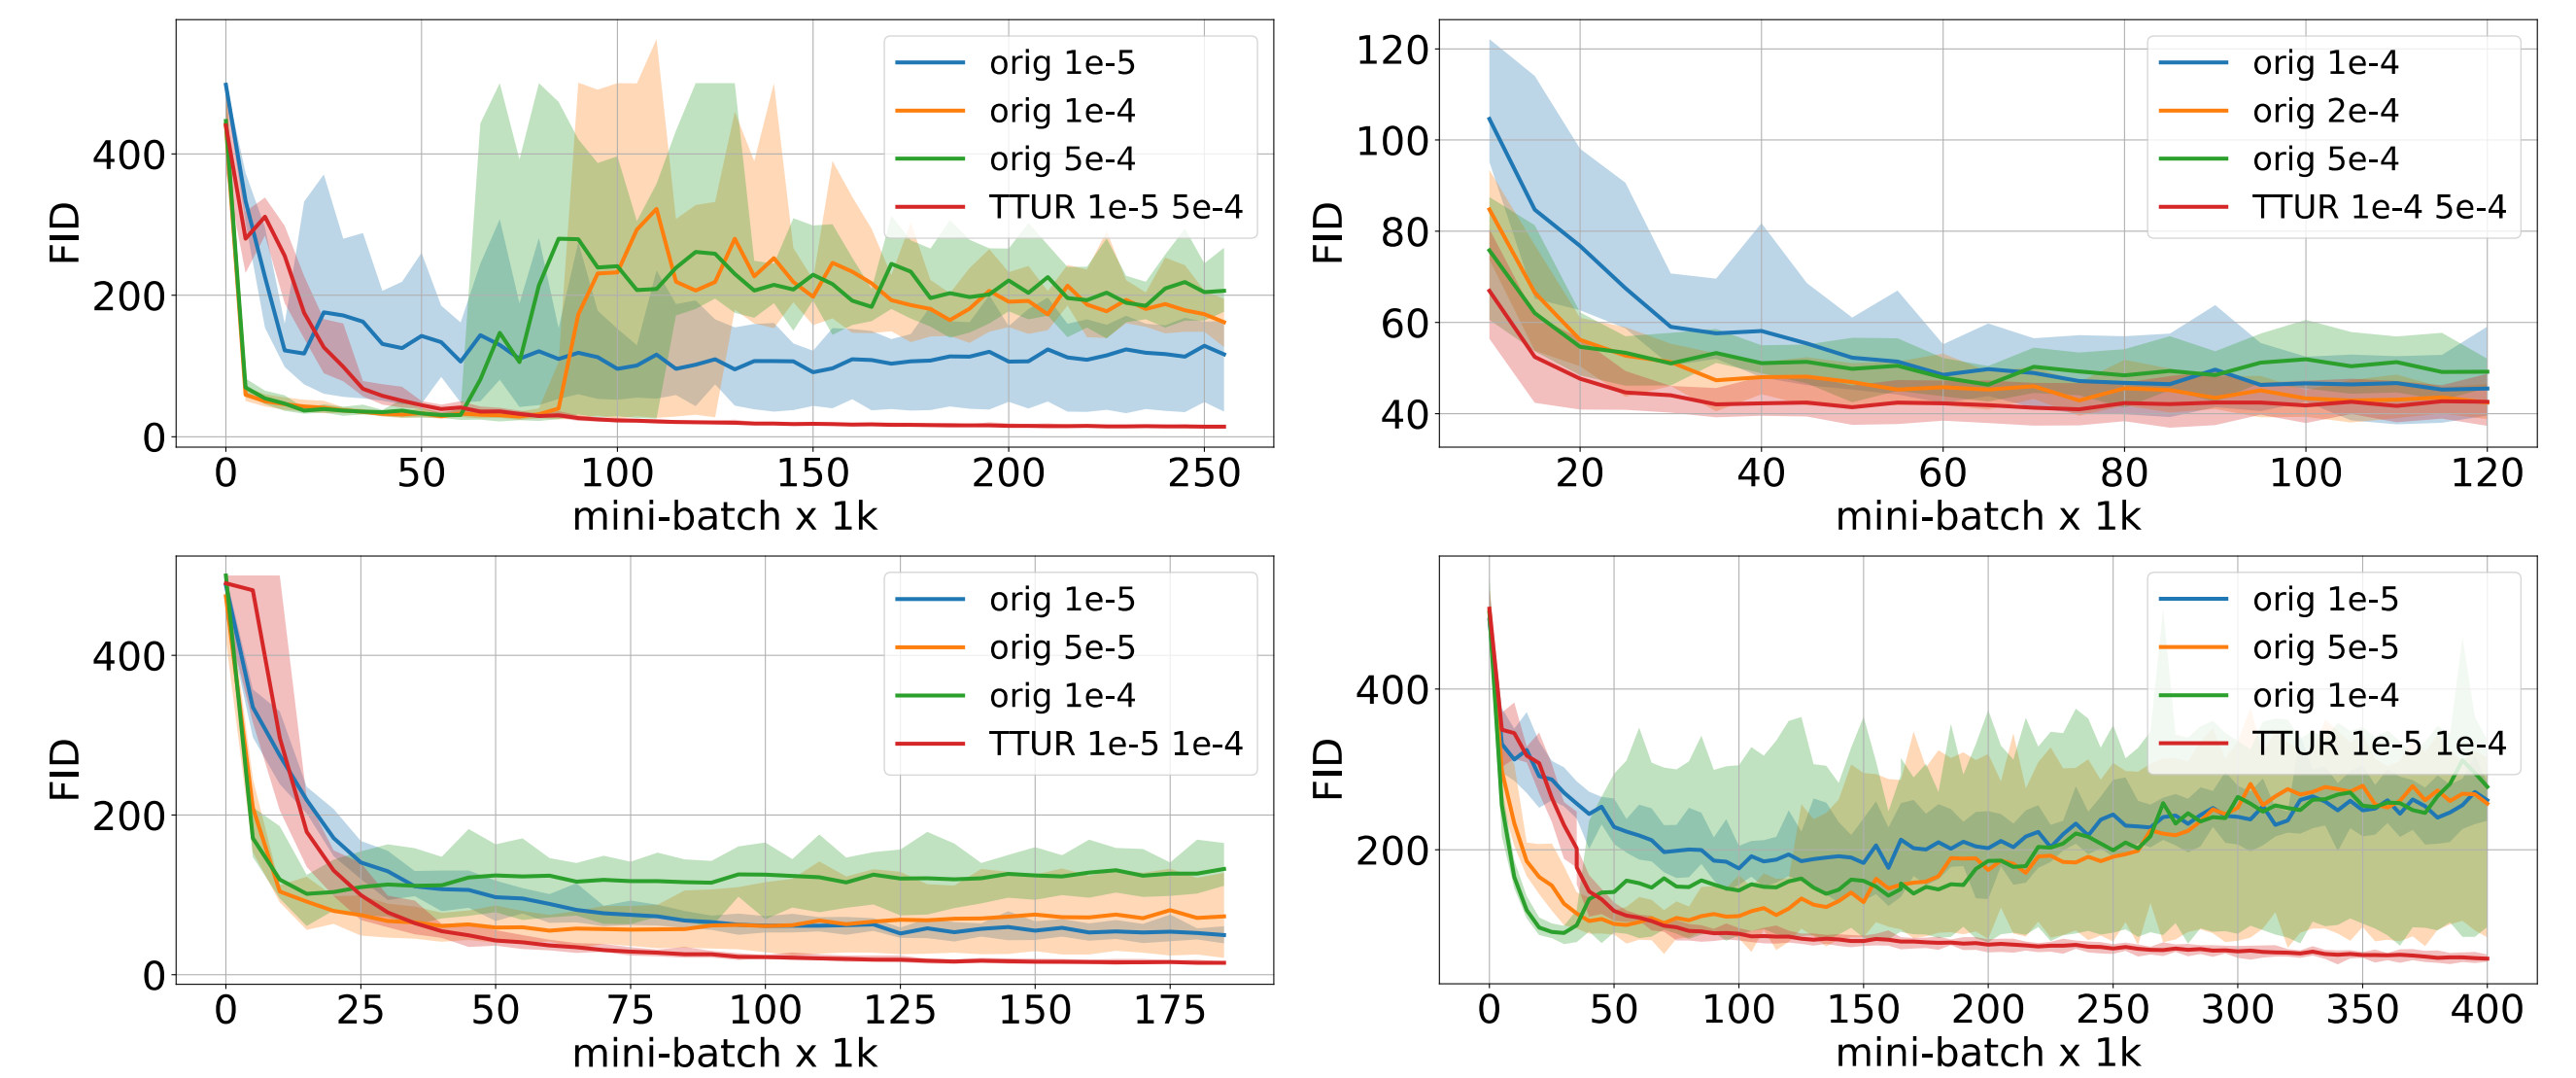 FID
400
200
0
orig 1e-5
orig 1e-4
orig 5e-4
TTUR 1e-5 5e-4
0 50 100 150 200 250
mini-batch x 1k
FID
120
100
80
60
40
orig 1e-4
orig 2e-4
orig 5e-4
TTUR 1e-4 5e-4
20 40 60 80 100 120
mini-batch x 1k
FID
400
200
0
orig 1e-5
orig 5e-5
orig 1e-4
TTUR 1e-5 1e-4
0 25 50 75 100 125 150 175
mini-batch x 1k
FID
400
200
orig 1e-5
orig 5e-5
orig 1e-4
TTUR 1e-5 1e-4
0 50 100 150 200 250 300 350 400
mini-batch x 1k